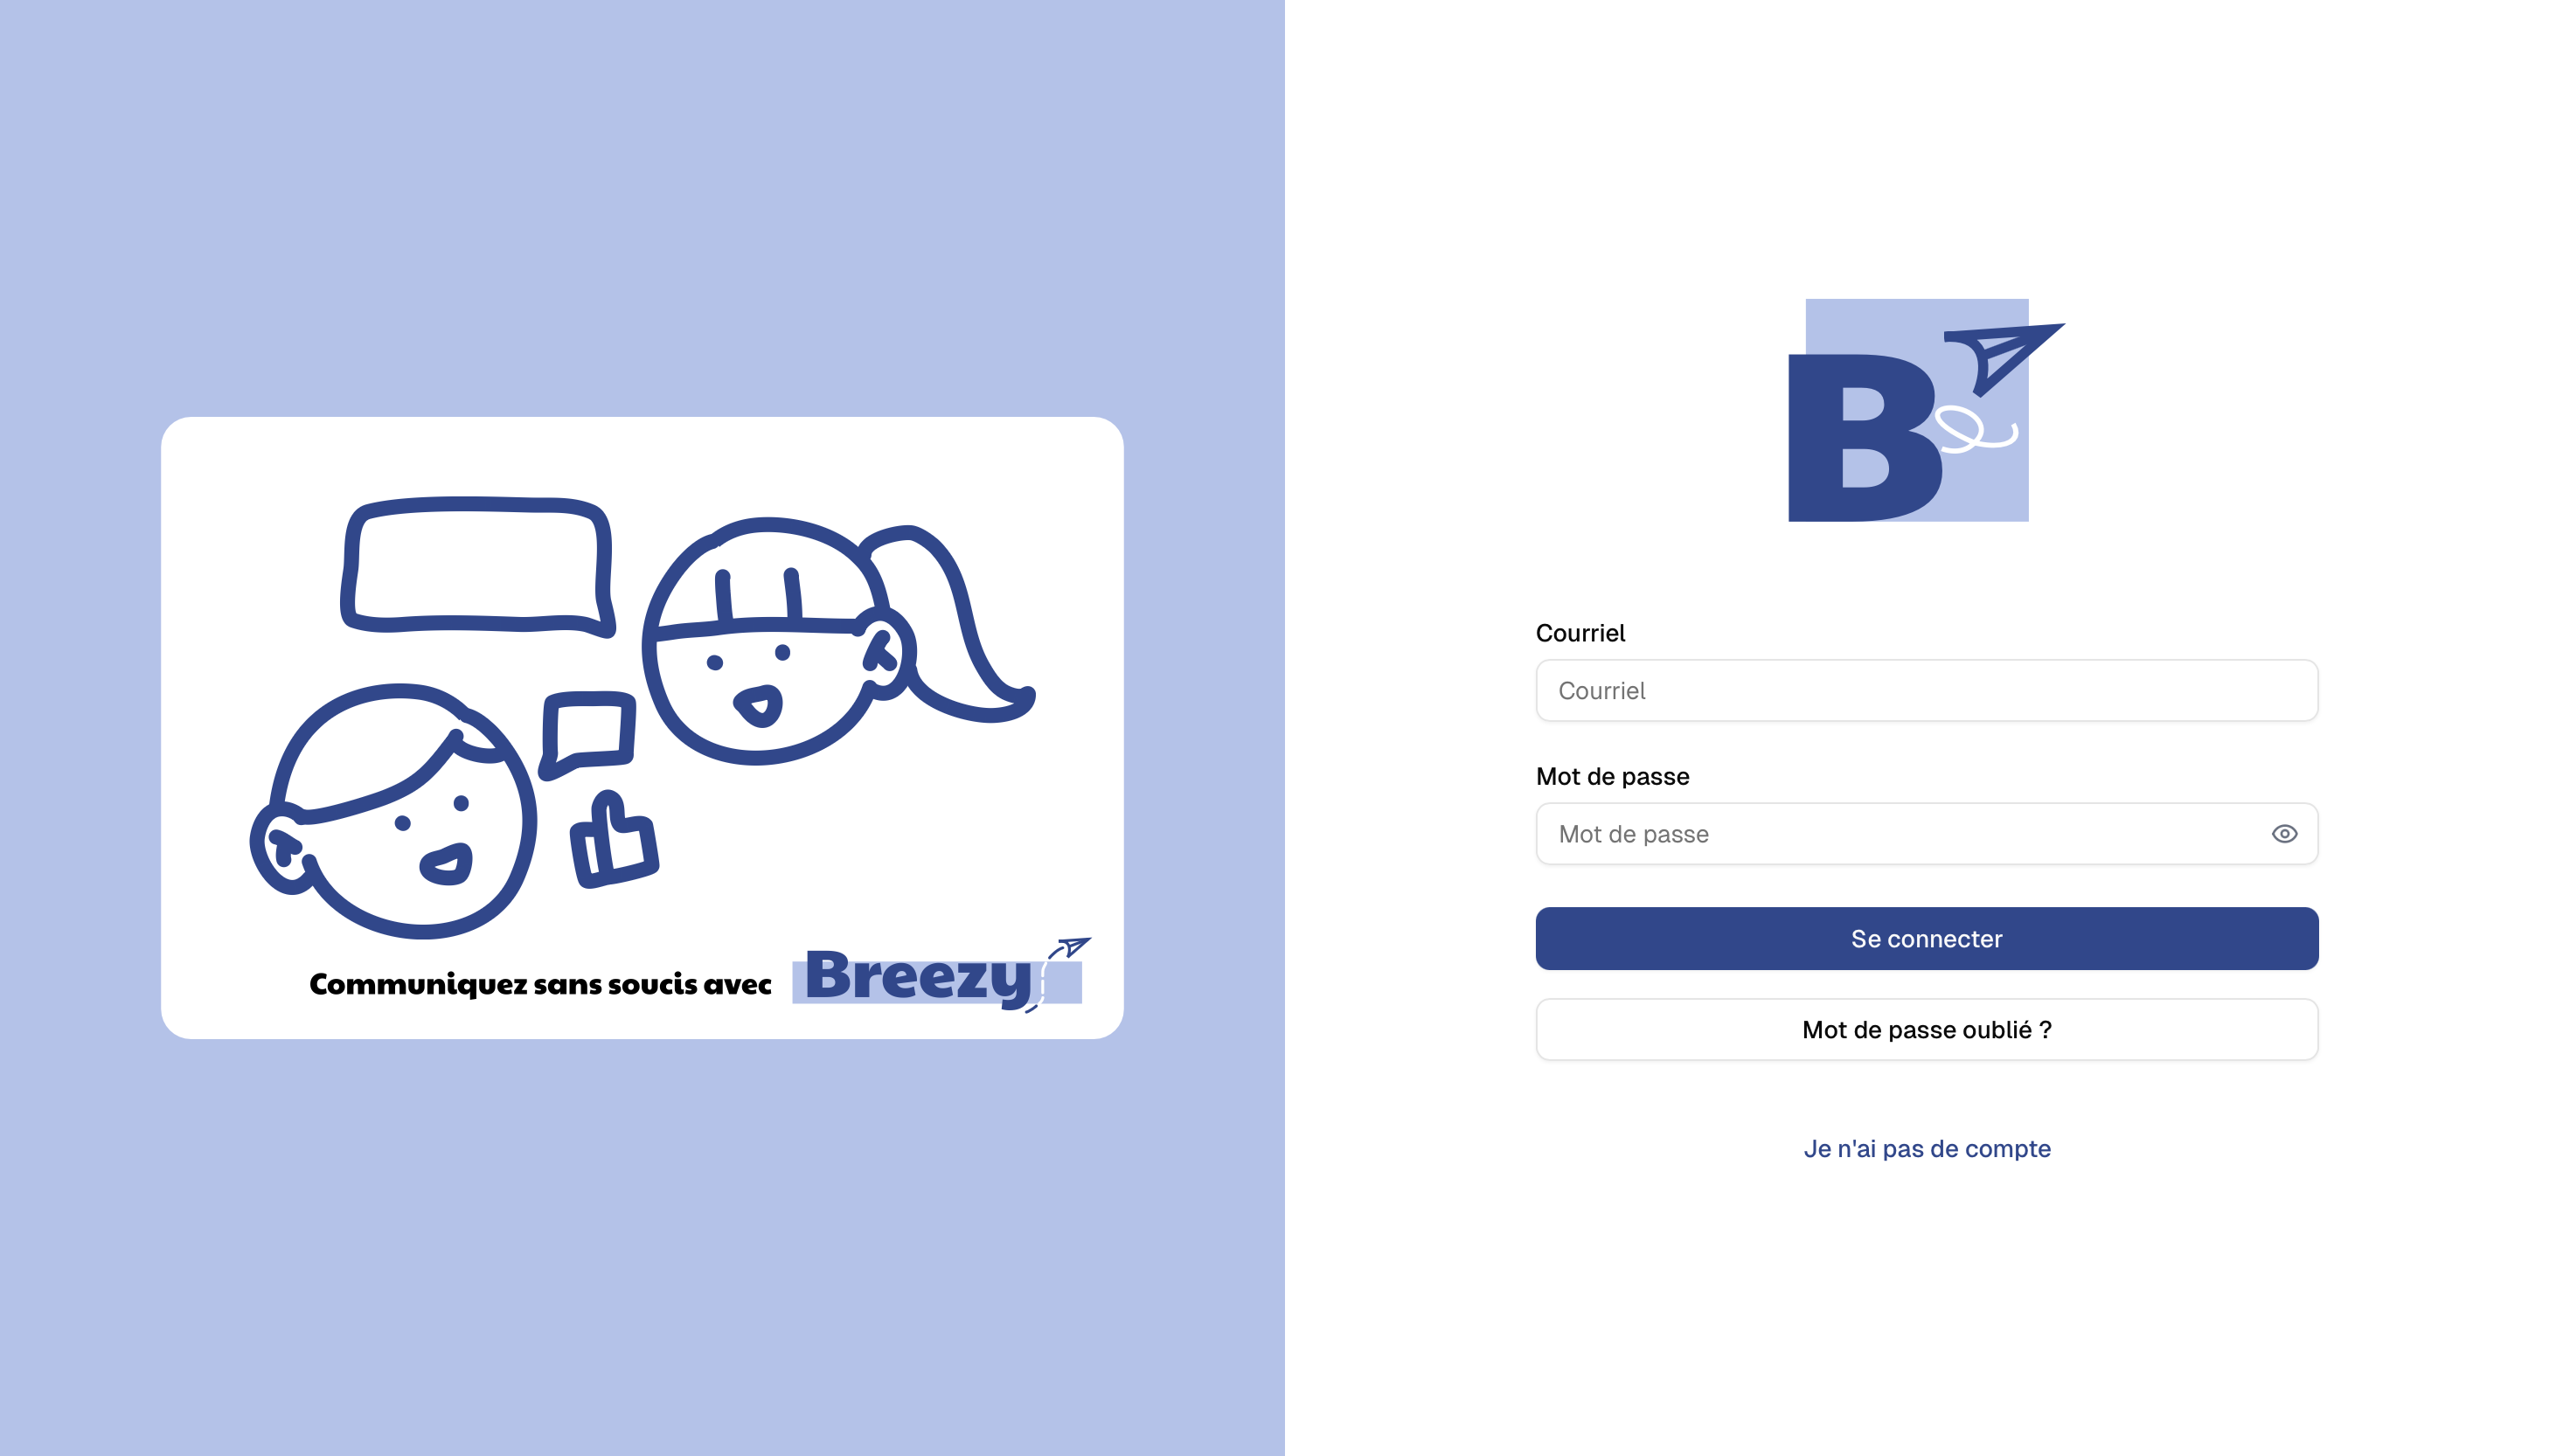 Communiquez sans soucis avec Breezy
B
Courriel
Courriel
Mot de passe
Mot de passe
Se connecter
Mot de passe oublié ?
Je n'ai pas de compte